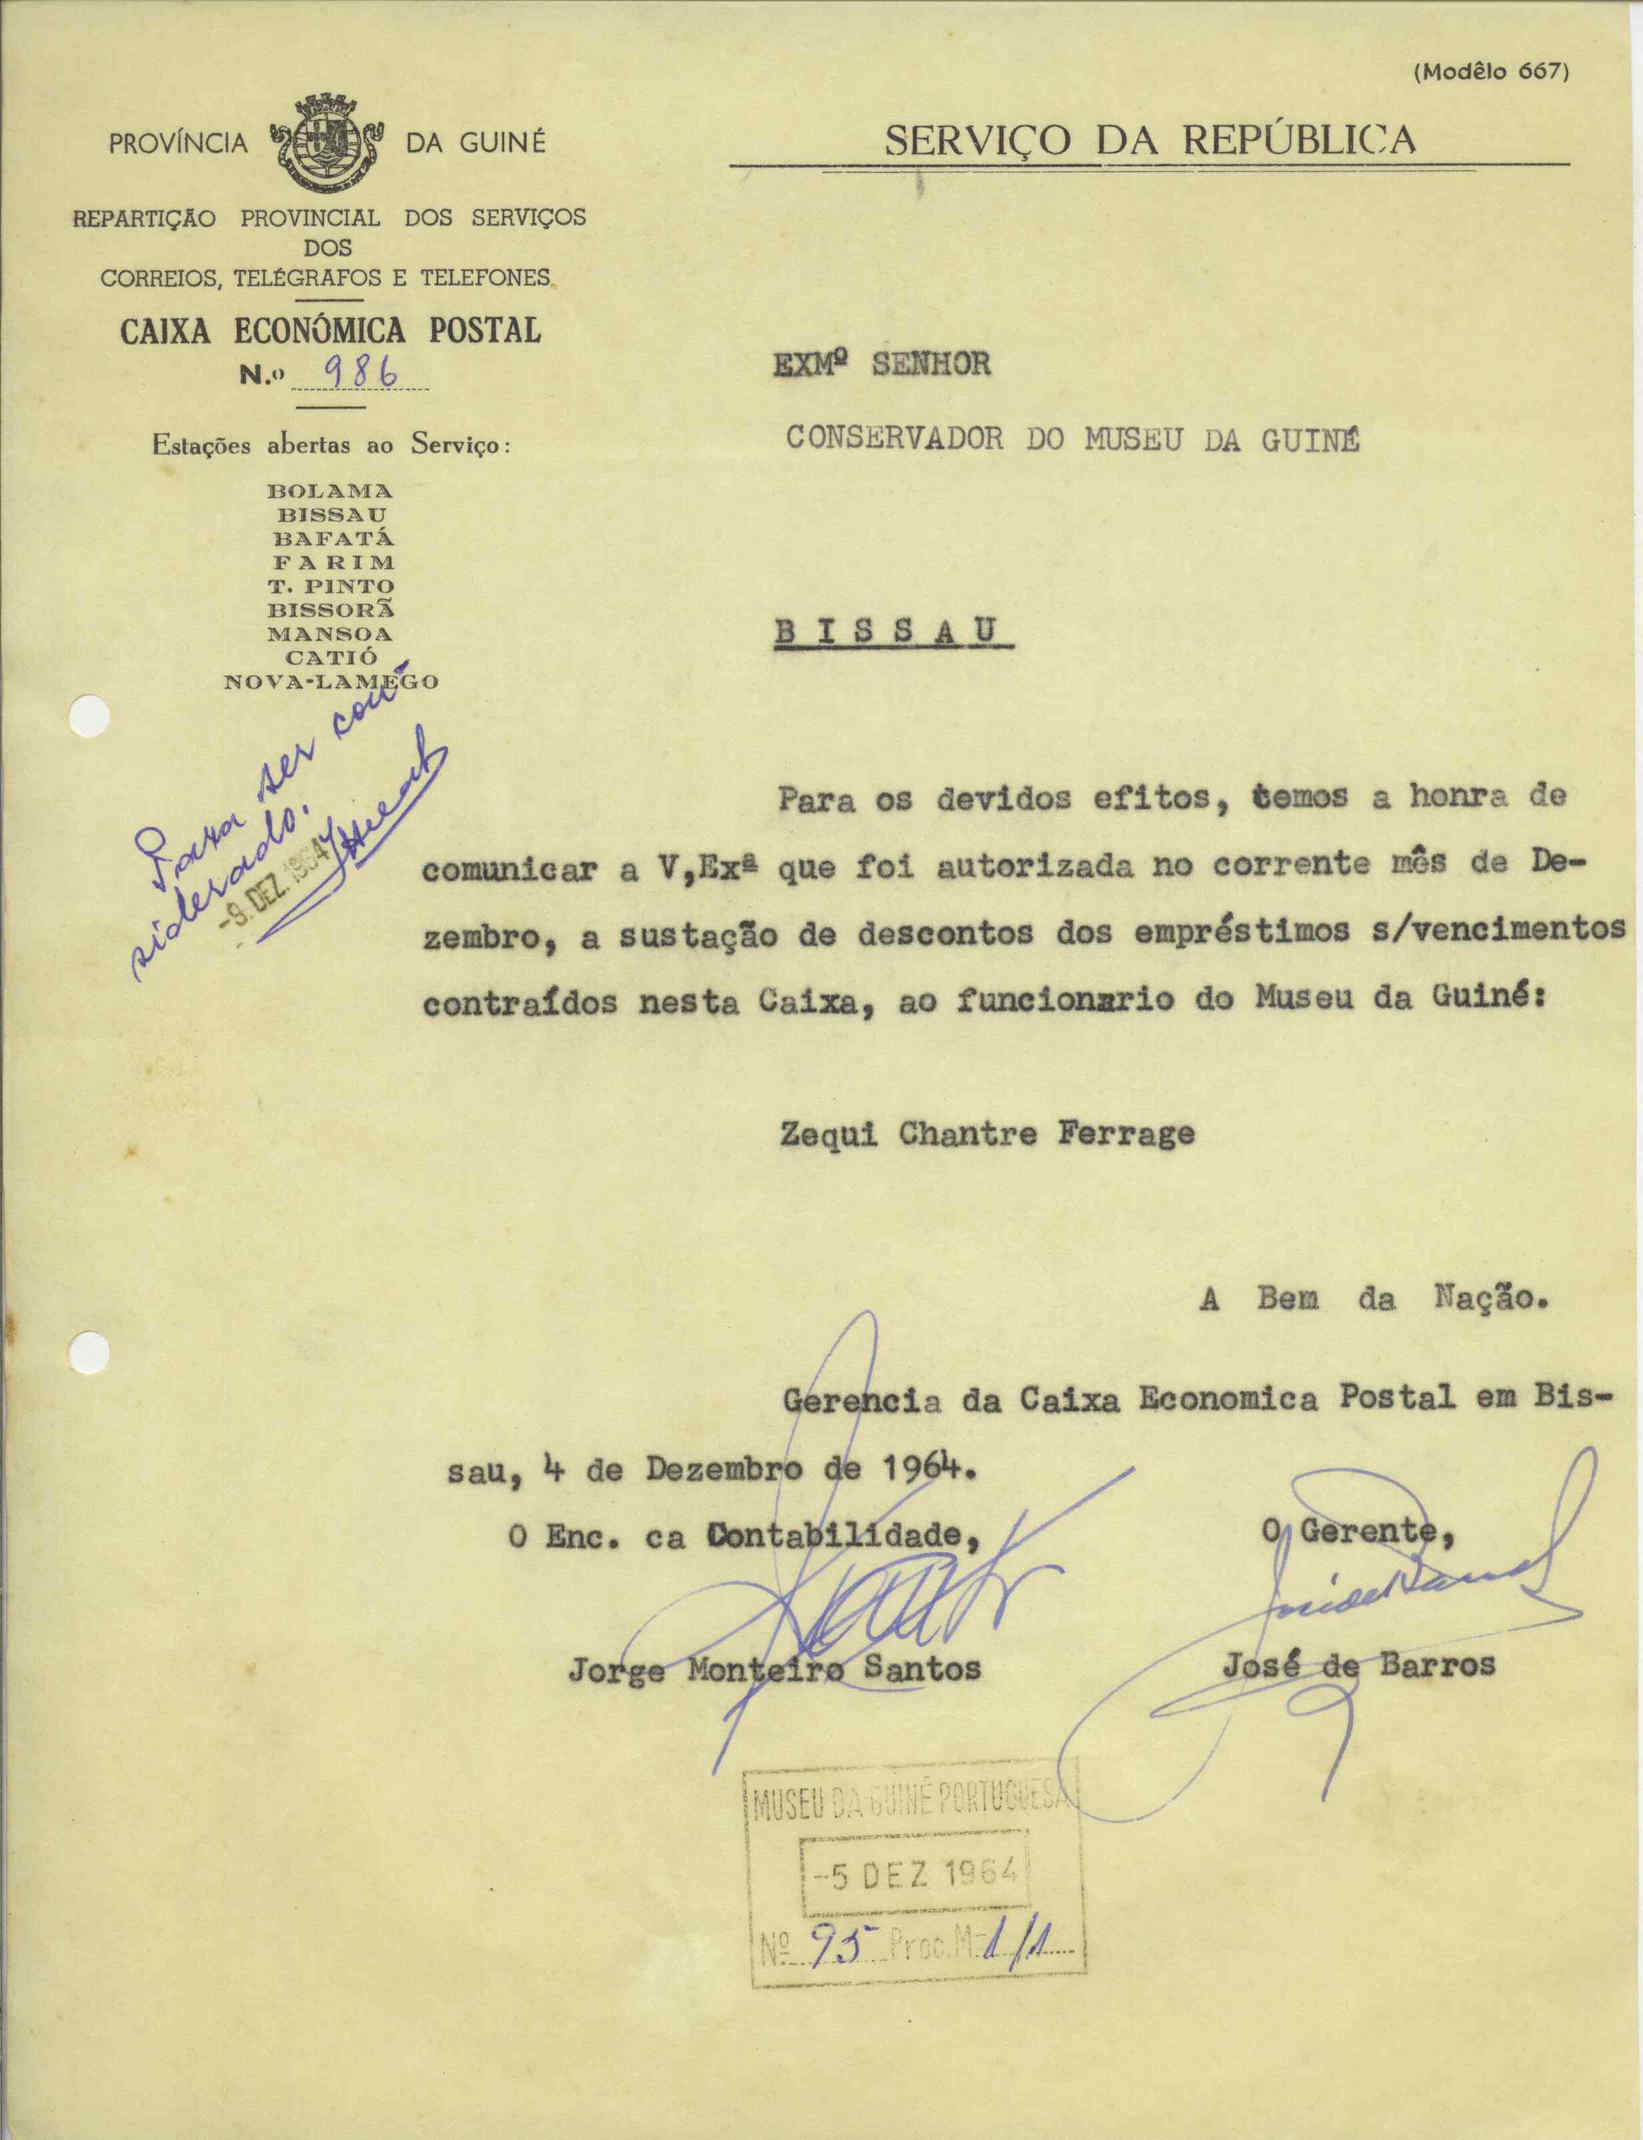 (Modêlo 667)
PROVÍNCIA DA GUINÉ
SERVIÇO DA REPÚBLICA
REPARTIÇÃO PROVINCIAL DOS SERVIÇOS
DOS
CORREIOS, TELÉGRAFOS E TELEFONES
CAIXA ECONÓMICA POSTAL
N.º 986
Estações abertas ao Serviço:
BOLAMA
BISSAU
BAFATÁ
FARIM
T. PINTO
BISSORÃ
MANSOA
CATIÓ
NOVA-LAMEGO
EXMº SENHOR
CONSERVADOR DO MUSEU DA GUINÉ
BISSAU
Para ser con-
siderado.
-9. DEZ. 1964
Para os devidos efitos, temos a honra de
comunicar a V,Exª que foi autorizada no corrente mês de De-
zembro, a sustação de descontos dos empréstimos s/vencimentos
contraídos nesta Caixa, ao funcionario do Museu da Guiné:
Zequi Chantre Ferrage
A Bem da Nação.
Gerencia da Caixa Economica Postal em Bis-
sau, 4 de Dezembro de 1964.
O Enc. ca Contabilidade,
O Gerente,
Jorge Monteiro Santos
José de Barros
MUSEU DA GUINÉ PORTUGUESA
-5 DEZ 1964
Nº 95 Proc. M-1/1